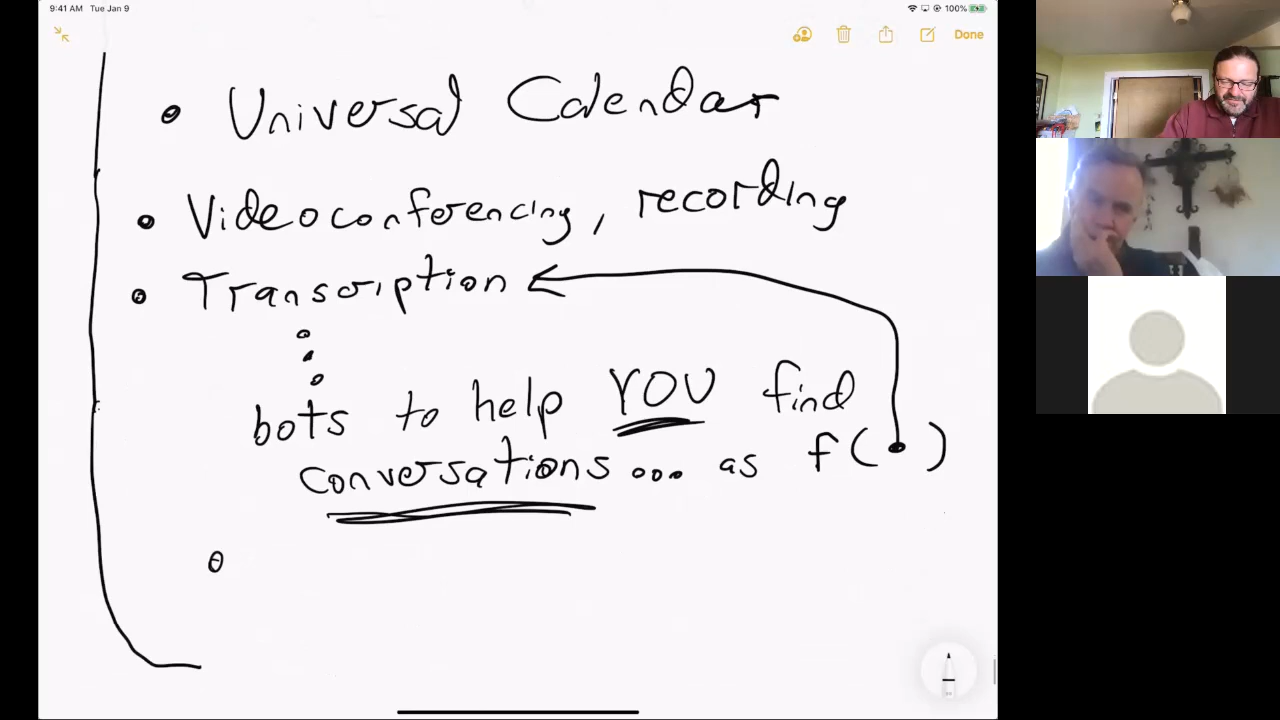 9:41 AM Tue Jan 9
100%
Done
• Universal Calendar
• Videoconferencing, recording
• Transcription
bots to help YOU find
conversations... as f(•)